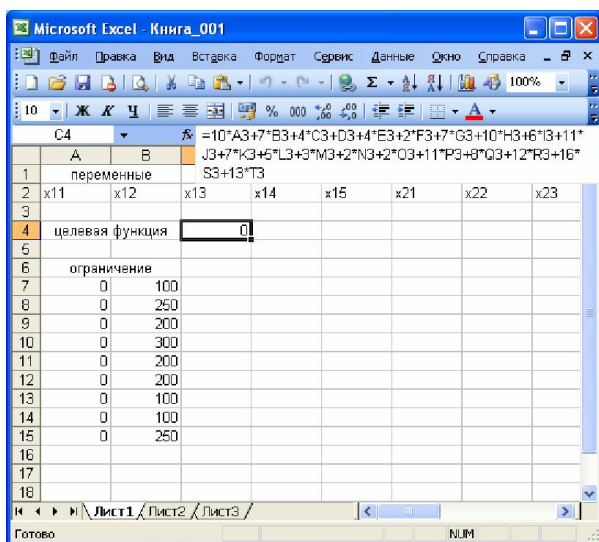 Microsoft Excel - Книга_001
Файл Правка Вид Вставка Формат Сервис Данные Окно Справка
Σ 100%
10 Ж К Ч % 000 А
C4 fx =10*A3+7*B3+4*C3+D3+4*E3+2*F3+7*G3+10*H3+6*I3+11*
J3+7*K3+5*L3+3*M3+2*N3+2*O3+11*P3+8*Q3+12*R3+16*
S3+13*T3
A B
1 переменные
2 x11 x12 x13 x14 x15 x21 x22 x23
3
4 целевая функция 0
5
6 ограничение
7 0 100
8 0 250
9 0 200
10 0 300
11 0 200
12 0 200
13 0 100
14 0 100
15 0 250
16
17
18
Лист1 Лист2 Лист3
Готово NUM